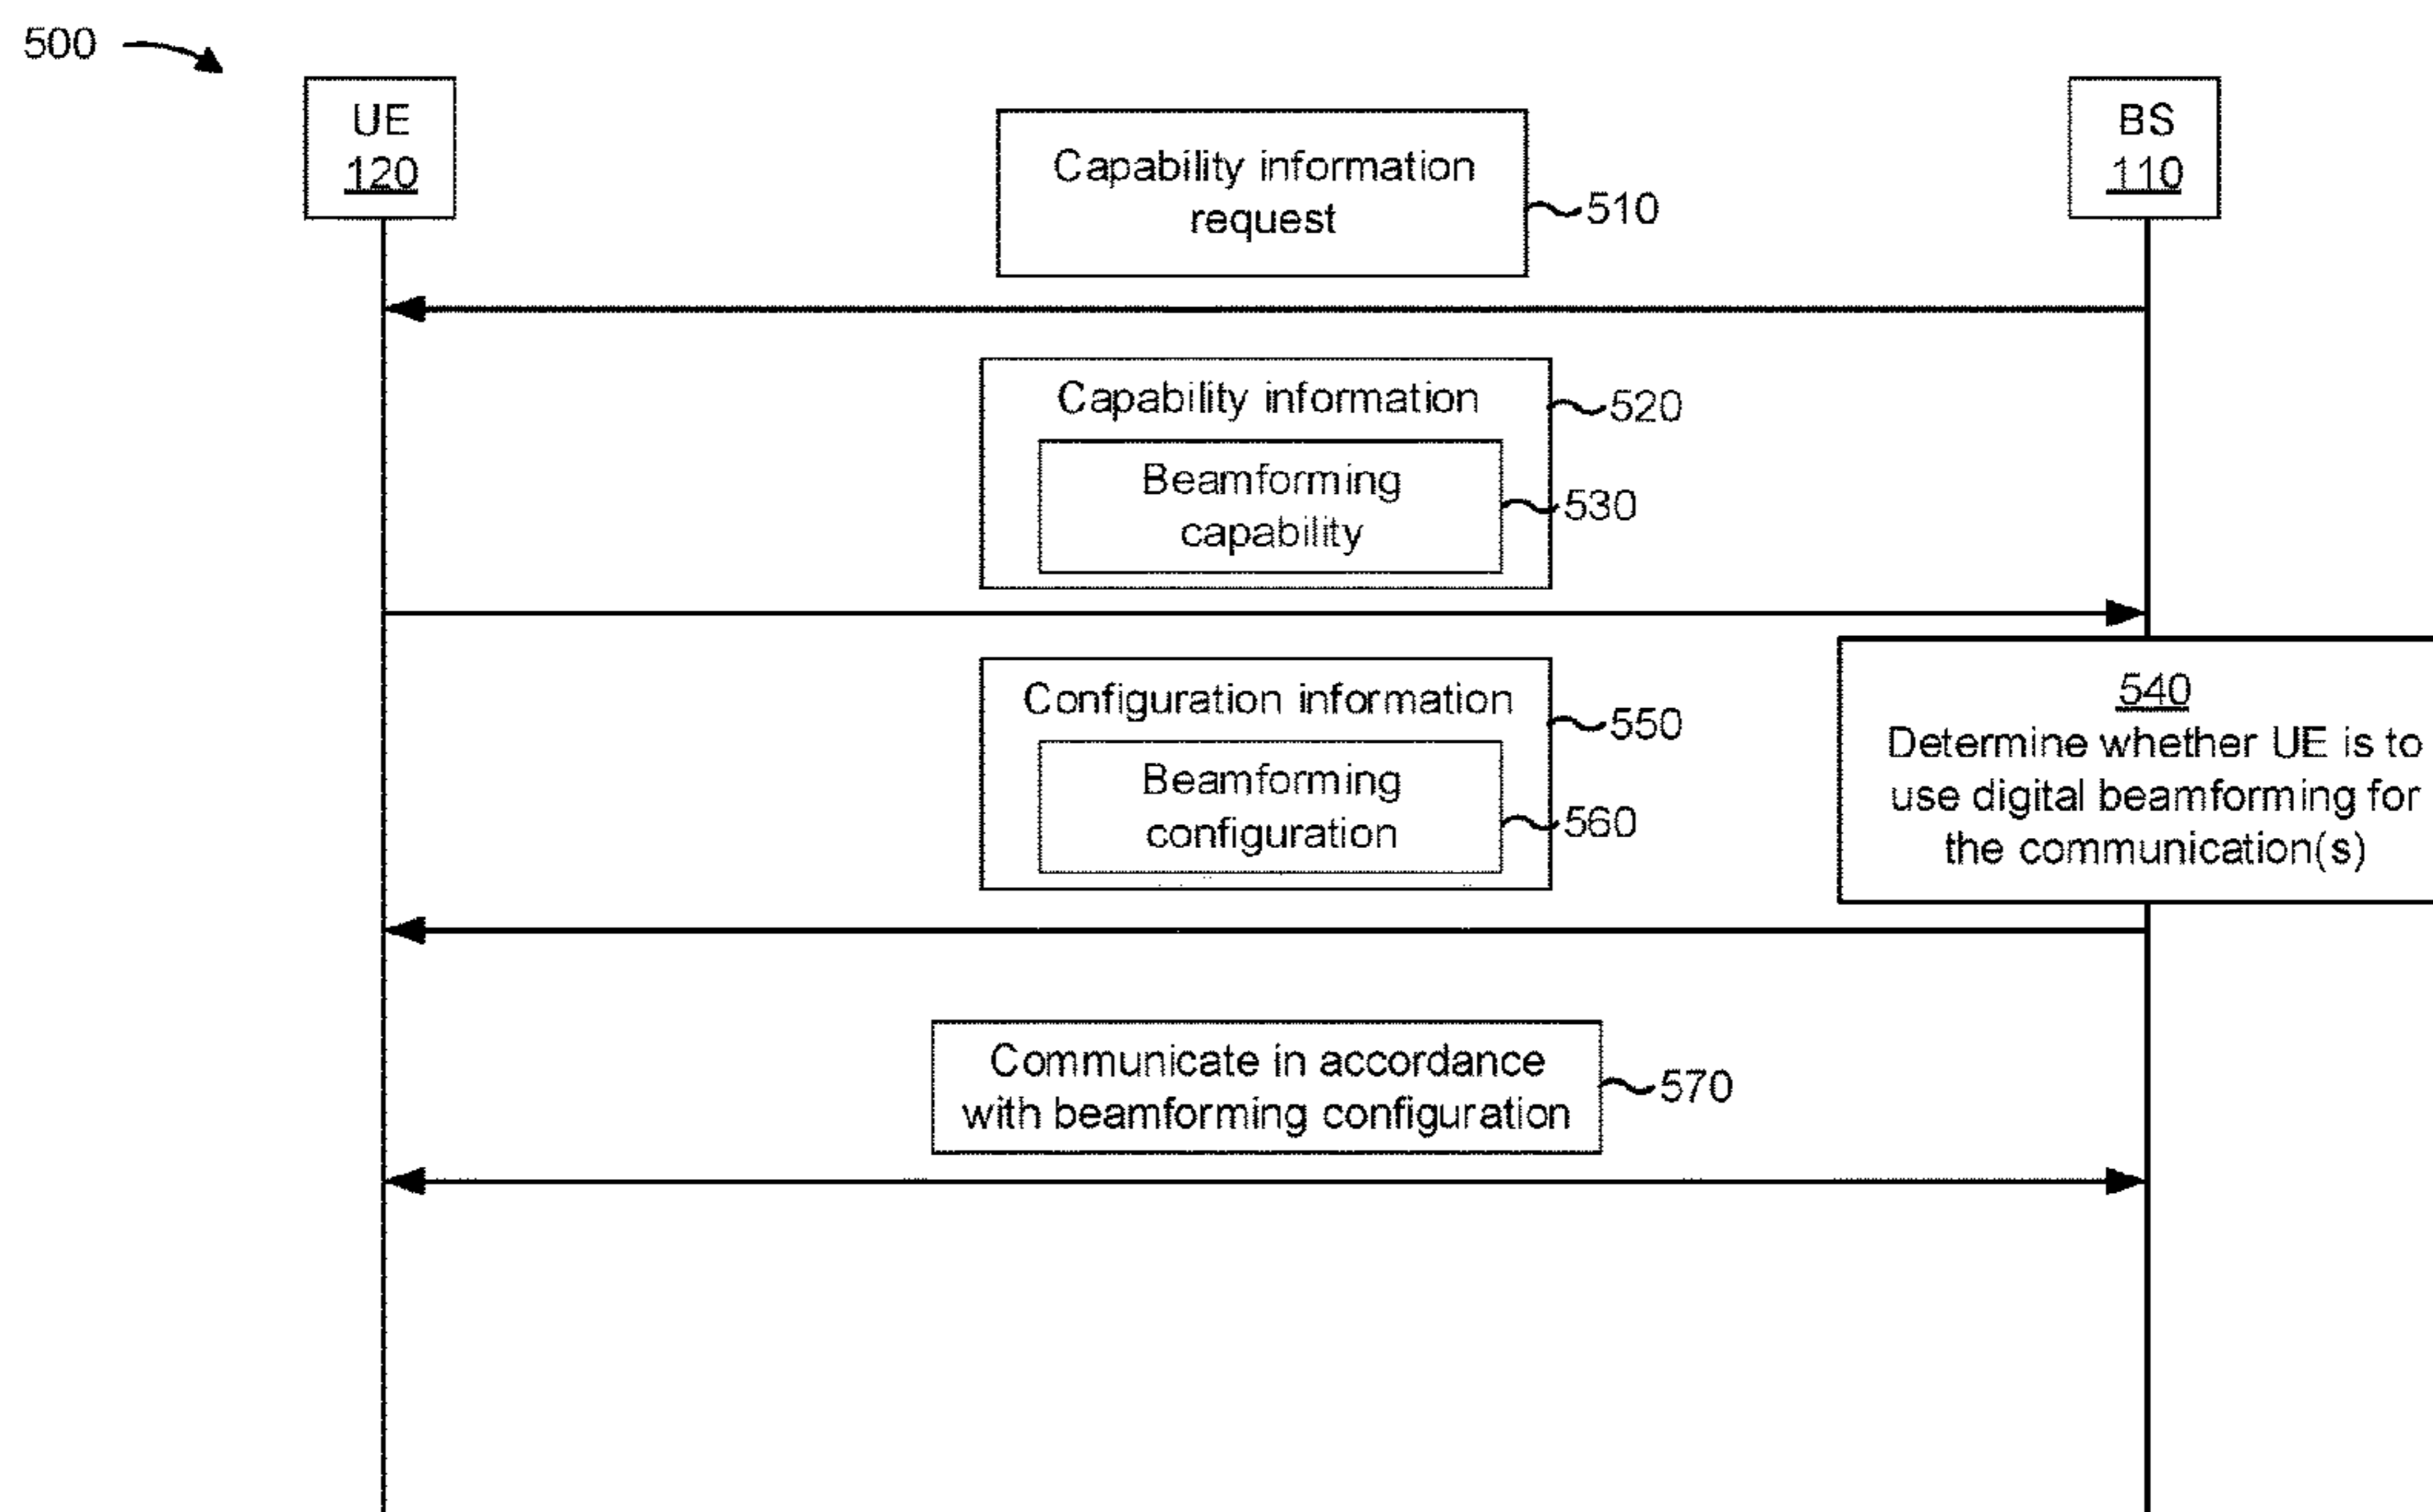 500
UE
120
BS
110
Capability information
request
510
Capability information
520
Beamforming
capability
530
540
Determine whether UE is to
use digital beamforming for
the communication(s)
Configuration information
550
Beamforming
configuration
560
Communicate in accordance
with beamforming configuration
570